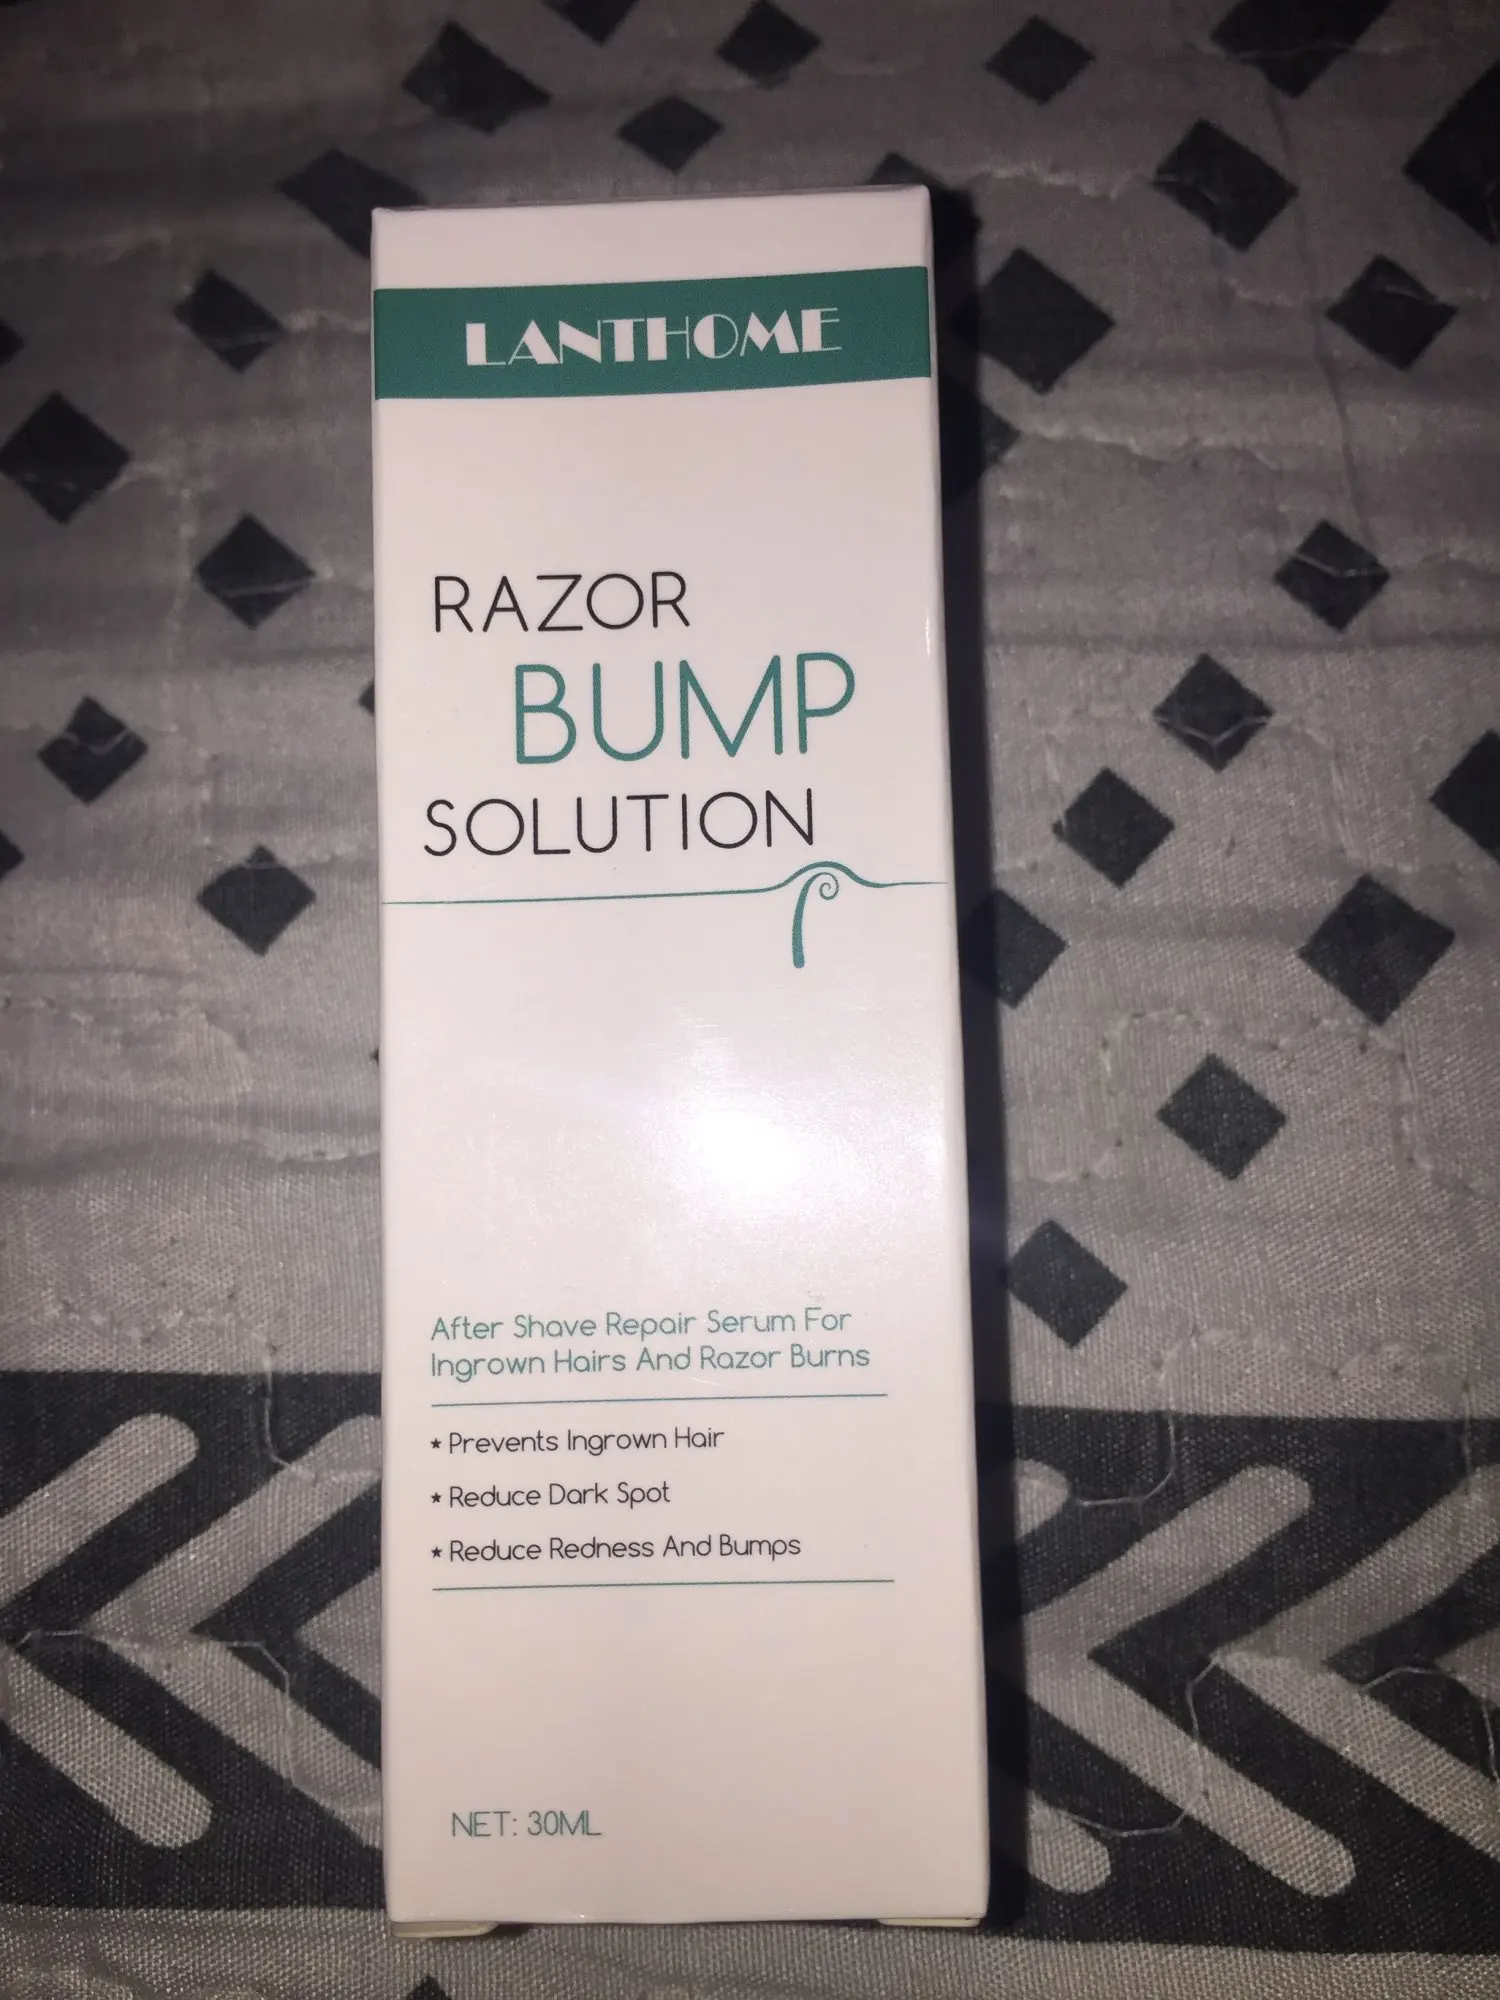 LANTHOME
RAZOR
BUMP
SOLUTION
After Shave Repair Serum For
Ingrown Hairs And Razor Burns
★ Prevents Ingrown Hair
★ Reduce Dark Spot
★ Reduce Redness And Bumps
NET: 30ML